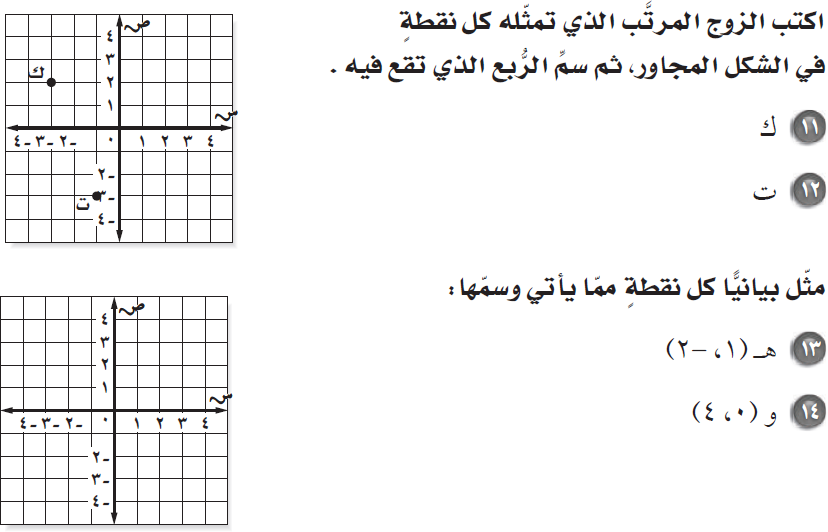 اكتب الزوج المرتَّب الذي تمثّله كل نقطةٍ
في الشكل المجاور، ثم سمِّ الرُّبع الذي تقع فيه .
١١ ك
١٢ ت
ص
٤
٣
ك ٢
١
س
-٤ -٣ -٢ ٠ ١ ٢ ٣ ٤
-٢
ت -٣
-٤
مثّل بيانيًّا كل نقطةٍ ممّا يأتي وسمّها:
١٣ هـ (١، -٢)
١٤ و (٠، ٤)
ص
٤
٣
٢
١
س
-٤ -٣ -٢ ٠ ١ ٢ ٣ ٤
-٢
-٣
-٤